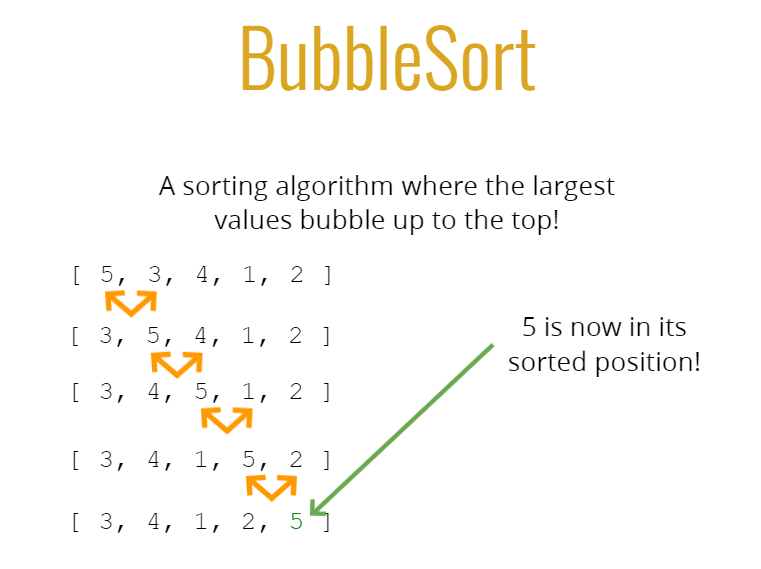 BubbleSort
A sorting algorithm where the largest
values bubble up to the top!
[ 5, 3, 4, 1, 2 ]
[ 3, 5, 4, 1, 2 ]
[ 3, 4, 5, 1, 2 ]
[ 3, 4, 1, 5, 2 ]
[ 3, 4, 1, 2, 5 ]
5 is now in its
sorted position!